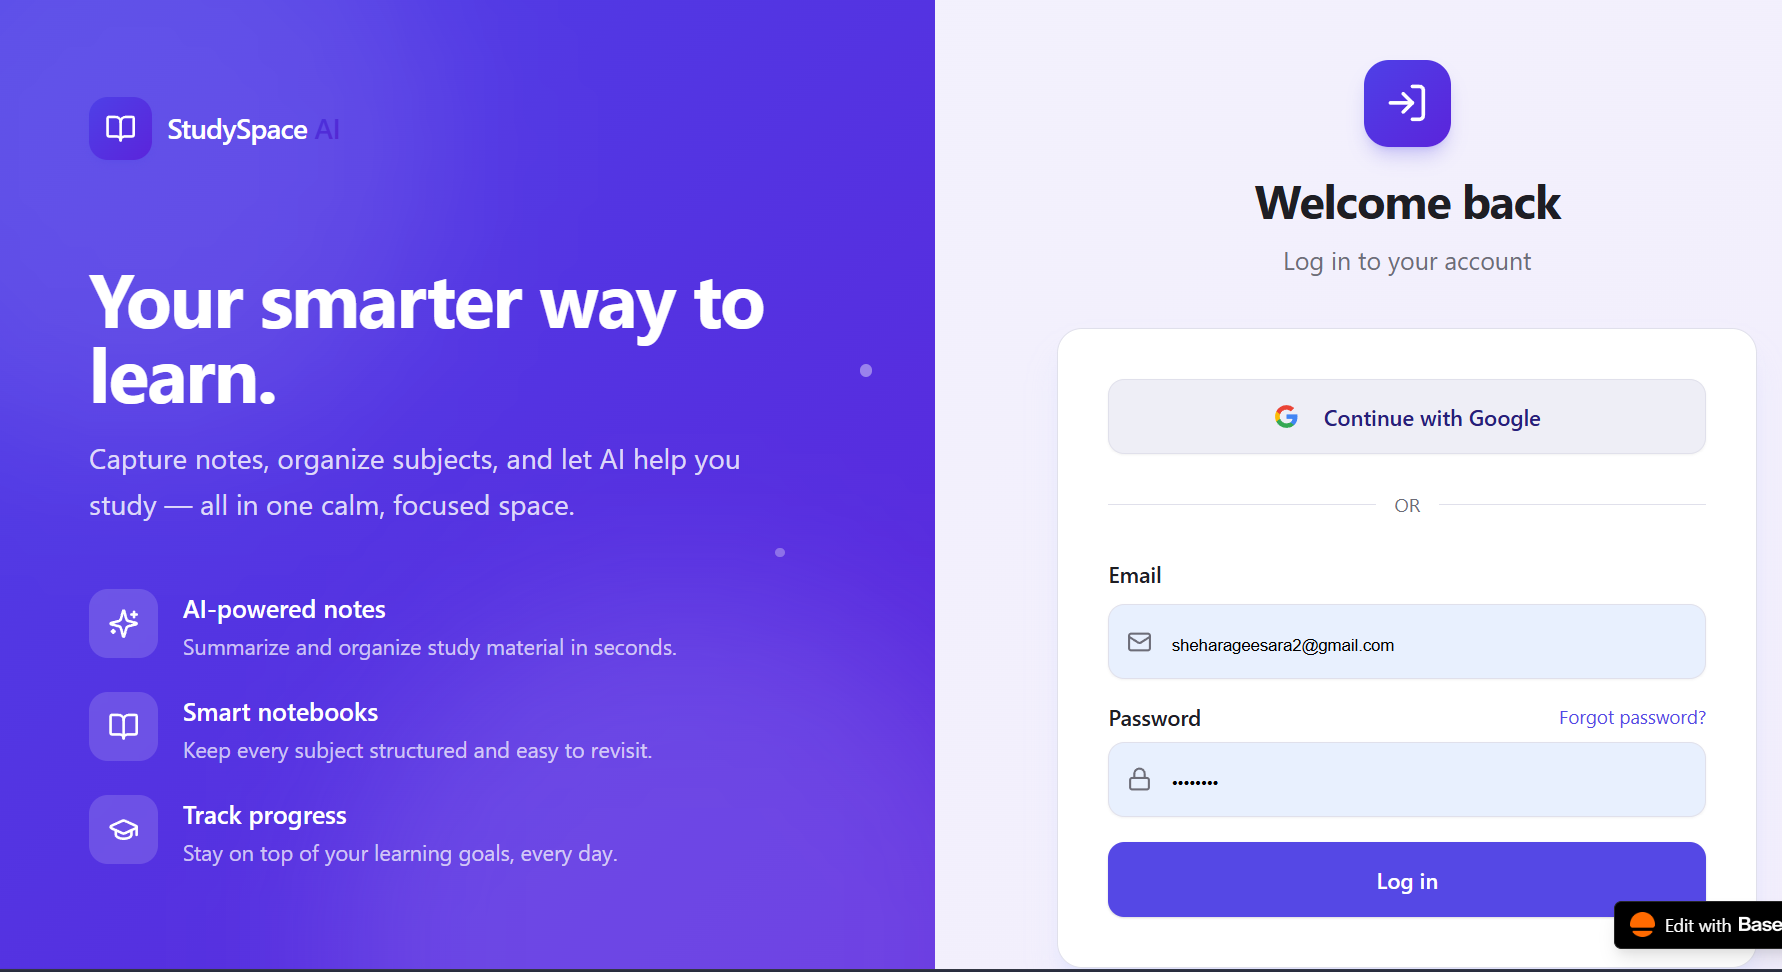 StudySpace AI
Your smarter way to
learn.
Capture notes, organize subjects, and let AI help you
study — all in one calm, focused space.
AI-powered notes
Summarize and organize study material in seconds.
Smart notebooks
Keep every subject structured and easy to revisit.
Track progress
Stay on top of your learning goals, every day.
Welcome back
Log in to your account
Continue with Google
OR
Email
sheharageesara2@gmail.com
Password
Forgot password?
••••••••
Log in
Edit with Base